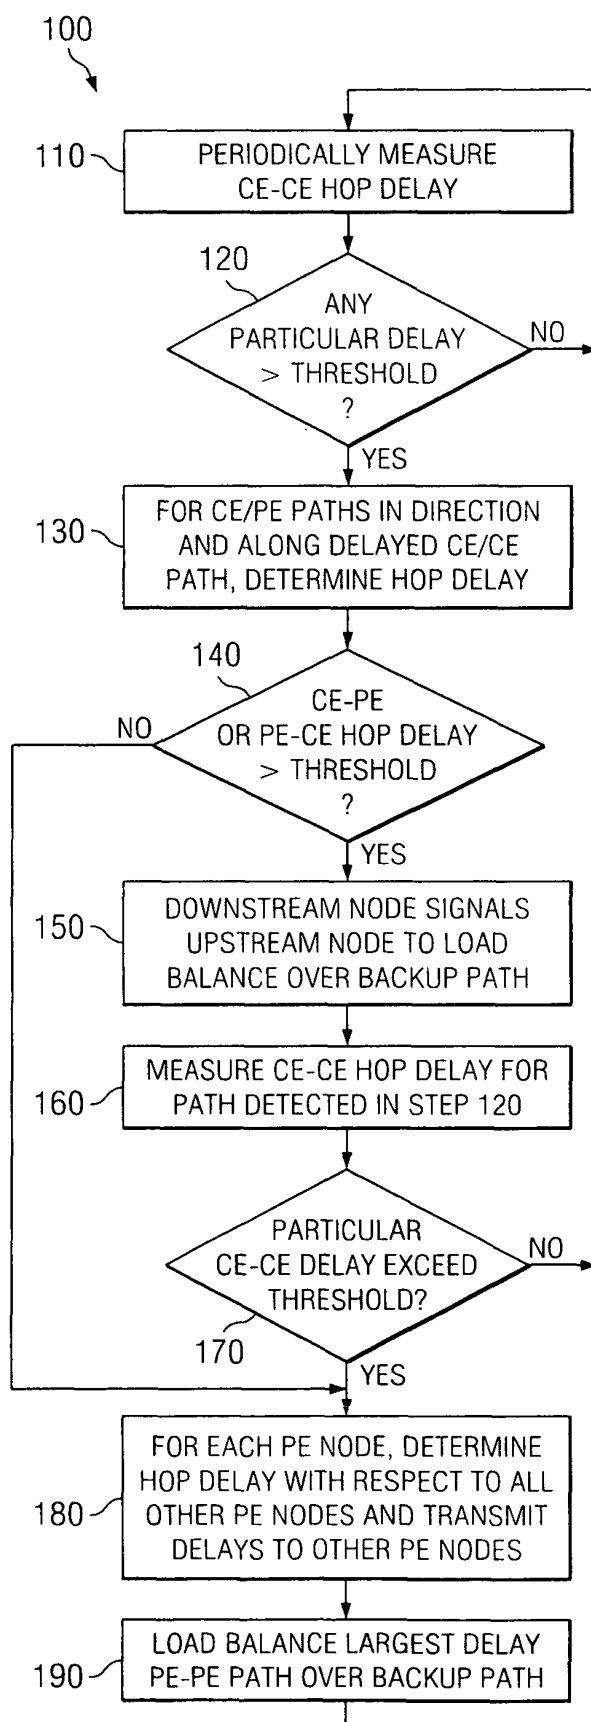 100
110
PERIODICALLY MEASURE
CE-CE HOP DELAY
120
ANY
PARTICULAR DELAY
> THRESHOLD
?
NO
YES
130
FOR CE/PE PATHS IN DIRECTION
AND ALONG DELAYED CE/CE
PATH, DETERMINE HOP DELAY
140
CE-PE
OR PE-CE HOP DELAY
> THRESHOLD
?
NO
YES
150
DOWNSTREAM NODE SIGNALS
UPSTREAM NODE TO LOAD
BALANCE OVER BACKUP PATH
160
MEASURE CE-CE HOP DELAY FOR
PATH DETECTED IN STEP 120
PARTICULAR
CE-CE DELAY EXCEED
THRESHOLD?
NO
170
YES
180
FOR EACH PE NODE, DETERMINE
HOP DELAY WITH RESPECT TO ALL
OTHER PE NODES AND TRANSMIT
DELAYS TO OTHER PE NODES
190
LOAD BALANCE LARGEST DELAY
PE-PE PATH OVER BACKUP PATH